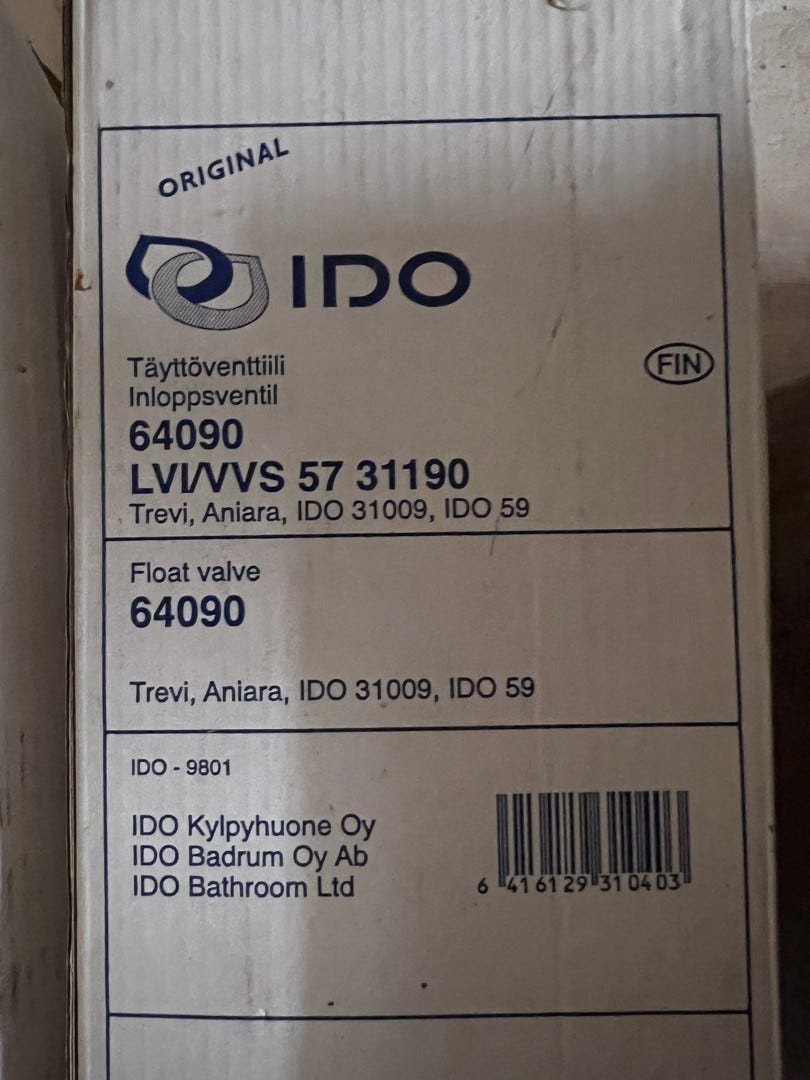 ORIGINAL
IDO
Täyttöventtiili
Inloppsventil
FIN
64090
LVI/VVS 57 31190
Trevi, Aniara, IDO 31009, IDO 59
Float valve
64090
Trevi, Aniara, IDO 31009, IDO 59
IDO - 9801
IDO Kylpyhuone Oy
IDO Badrum Oy Ab
IDO Bathroom Ltd
6 416129 310403